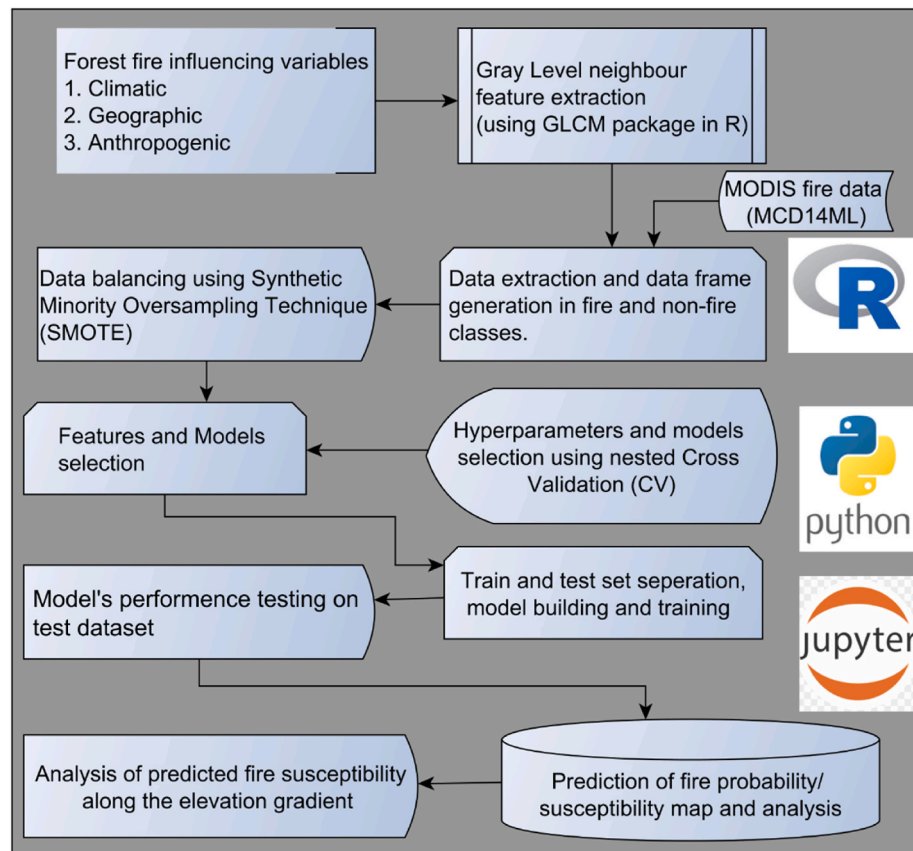 Forest fire influencing variables
1. Climatic
2. Geographic
3. Anthropogenic
Gray Level neighbour
feature extraction
(using GLCM package in R)
MODIS fire data
(MCD14ML)
Data balancing using Synthetic
Minority Oversampling Technique
(SMOTE)
Data extraction and data frame
generation in fire and non-fire
classes.
R
Features and Models
selection
Hyperparameters and models
selection using nested Cross
Validation (CV)
python
Train and test set seperation,
model building and training
Model's performence testing on
test dataset
jupyter
Prediction of fire probability/
susceptibility map and analysis
Analysis of predicted fire susceptibility
along the elevation gradient